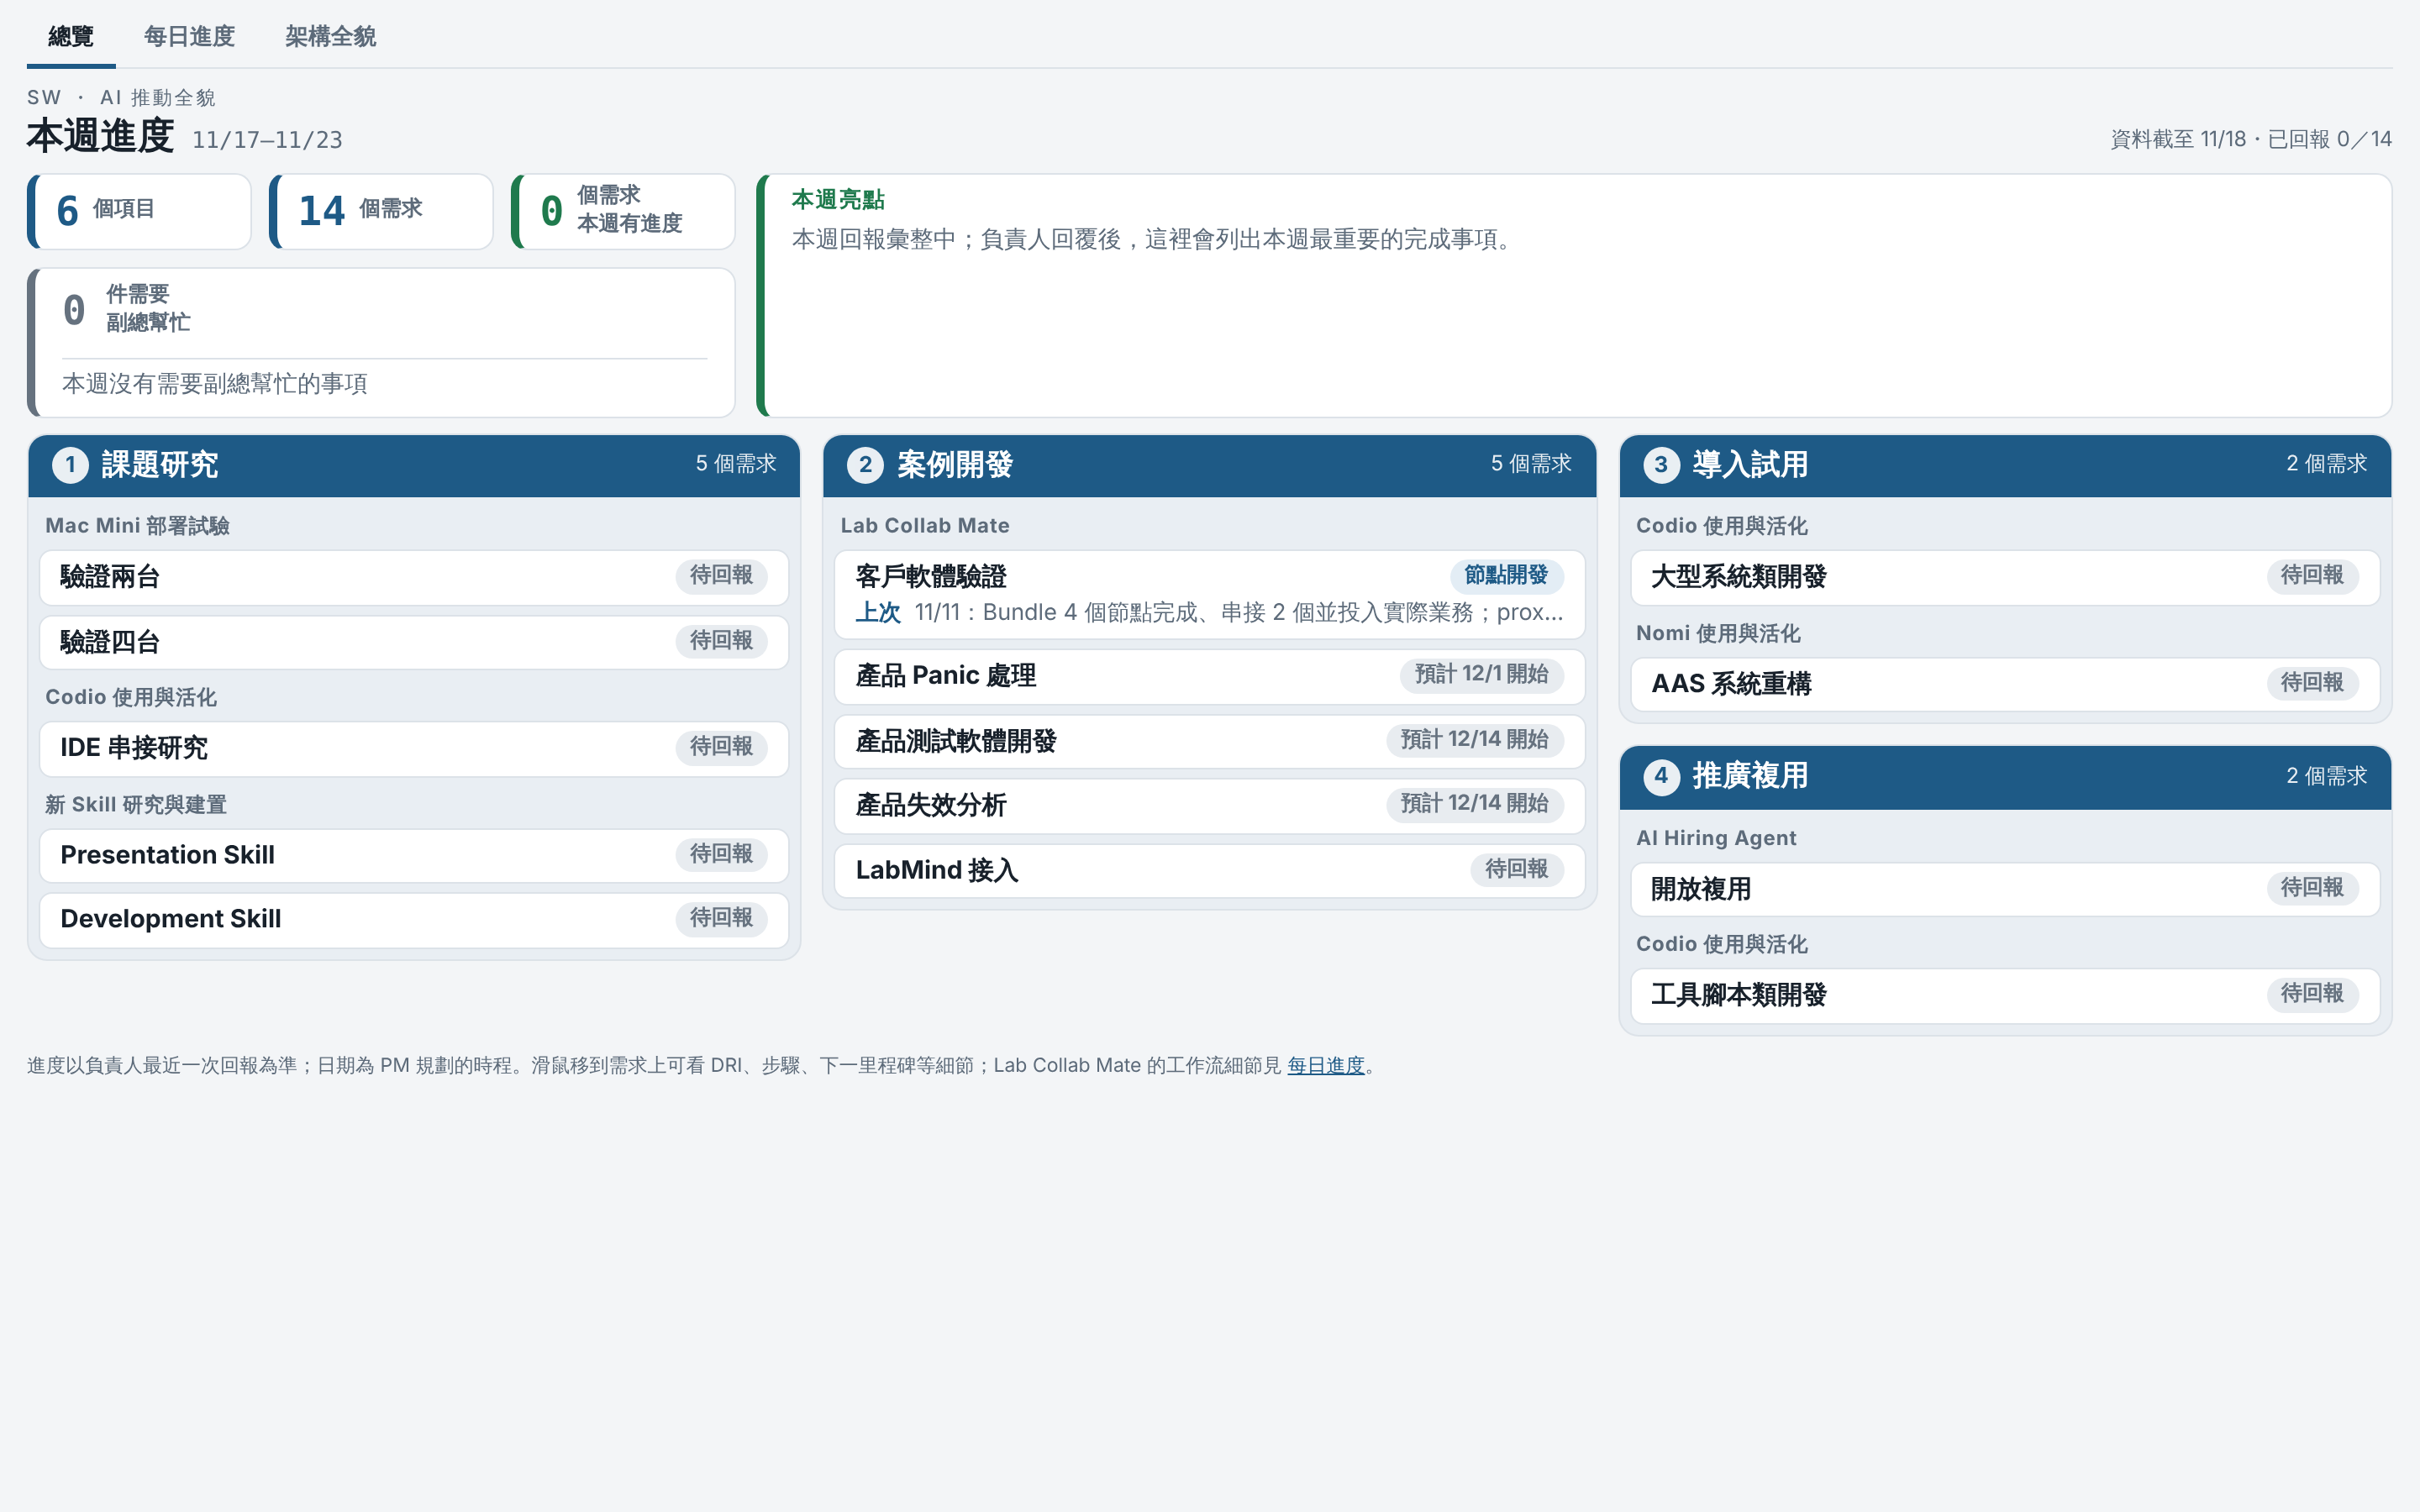 總覽
每日進度
架構全貌
SW · AI 推動全貌
本週進度 11/17–11/23
資料截至 11/18・已回報 0／14
6 個項目
14 個需求
0 個需求
本週有進度
0 件需要
副總幫忙
本週沒有需要副總幫忙的事項
本週亮點
本週回報彙整中；負責人回覆後，這裡會列出本週最重要的完成事項。
1 課題研究 5 個需求
Mac Mini 部署試驗
驗證兩台 待回報
驗證四台 待回報
Codio 使用與活化
IDE 串接研究 待回報
新 Skill 研究與建置
Presentation Skill 待回報
Development Skill 待回報
2 案例開發 5 個需求
Lab Collab Mate
客戶軟體驗證 節點開發
上次 11/11：Bundle 4 個節點完成、串接 2 個並投入實際業務；prox…
產品 Panic 處理 預計 12/1 開始
產品測試軟體開發 預計 12/14 開始
產品失效分析 預計 12/14 開始
LabMind 接入 待回報
3 導入試用 2 個需求
Codio 使用與活化
大型系統類開發 待回報
Nomi 使用與活化
AAS 系統重構 待回報
4 推廣複用 2 個需求
AI Hiring Agent
開放複用 待回報
Codio 使用與活化
工具腳本類開發 待回報
進度以負責人最近一次回報為準；日期為 PM 規劃的時程。滑鼠移到需求上可看 DRI、步驟、下一里程碑等細節；Lab Collab Mate 的工作流細節見 每日進度。